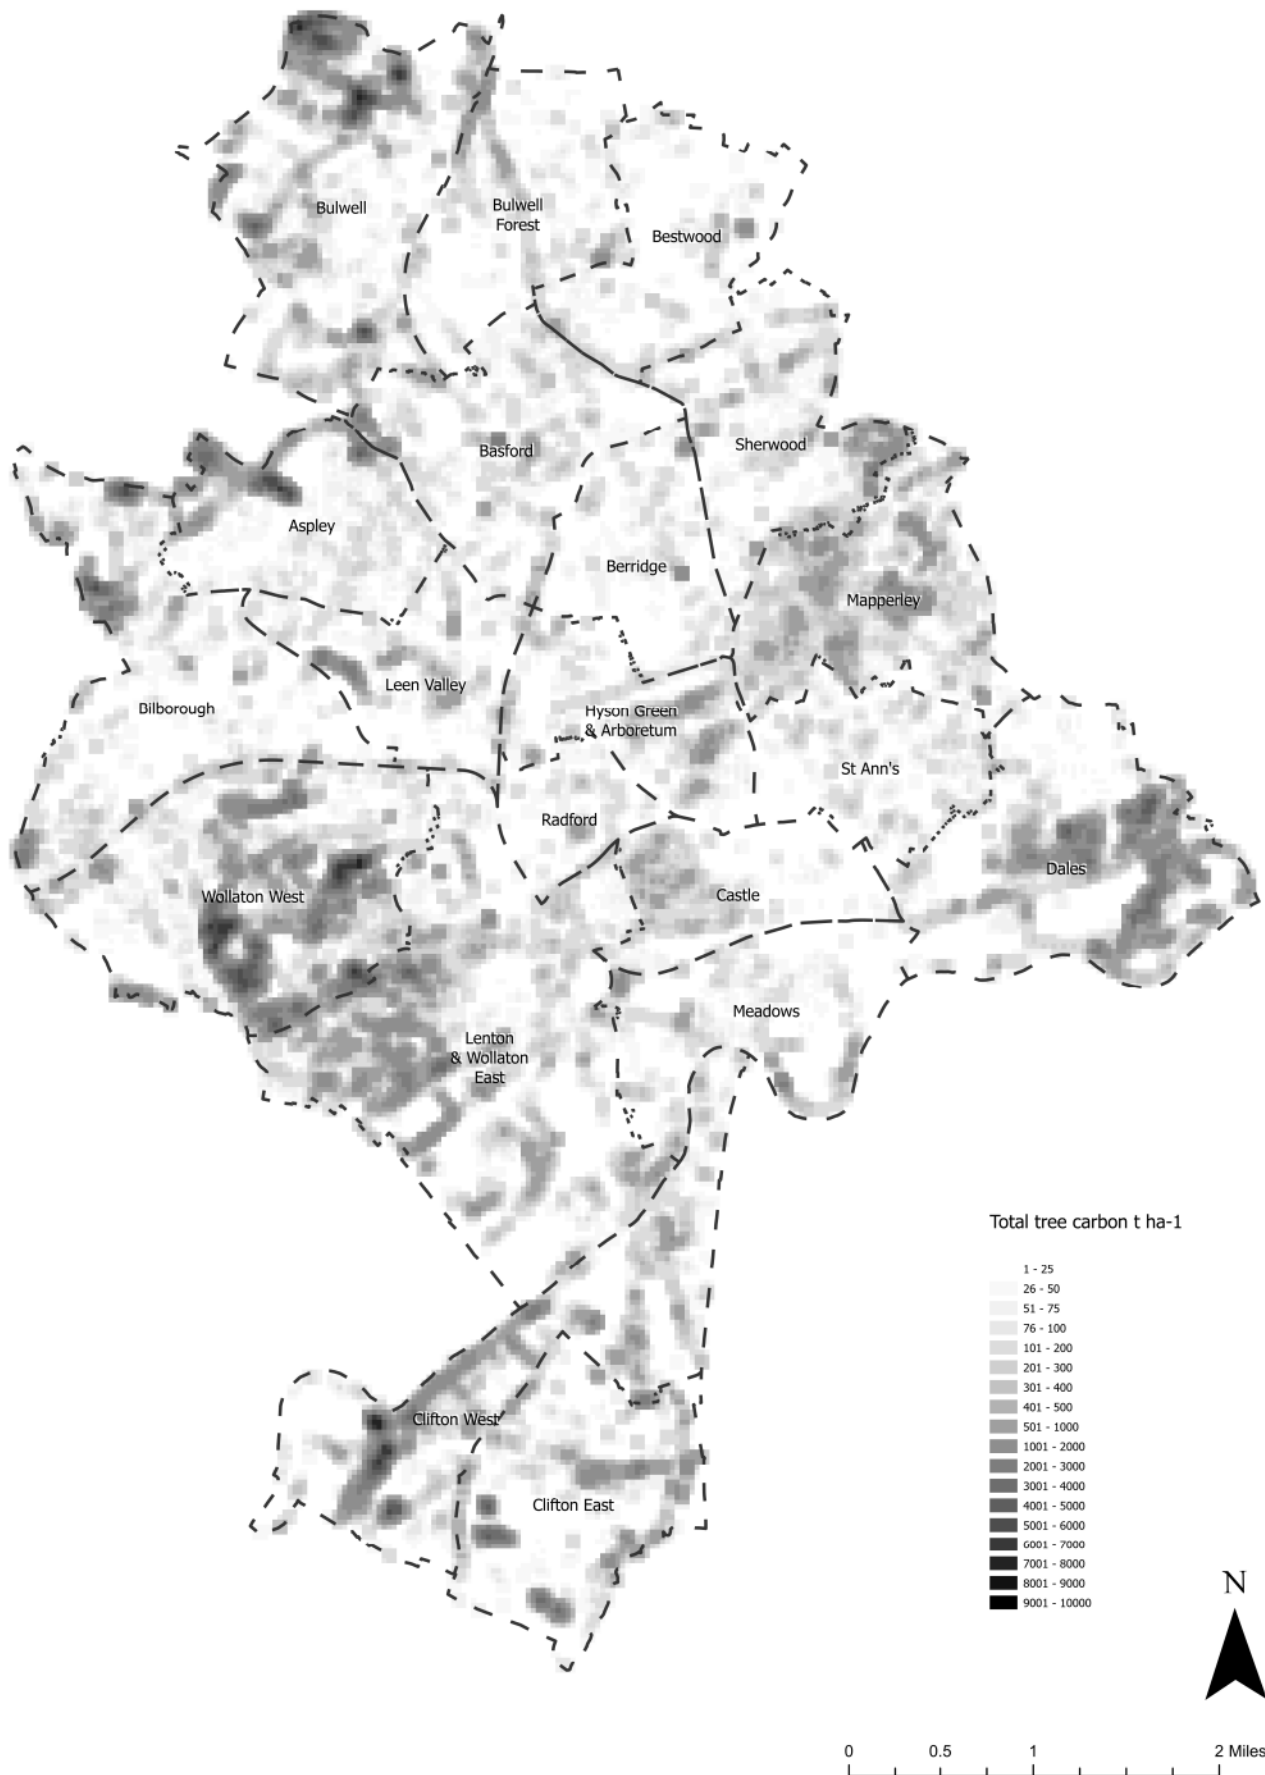 Bulwell
Bulwell
Forest
Bestwood
Basford
Sherwood
Aspley
Berridge
Mapperley
Leen Valley
Bilborough
Hyson Green
& Arboretum
St Ann's
Radford
Dales
Wollaton West
Castle
Meadows
Lenton
& Wollaton
East
Clifton West
Clifton East
Total tree carbon t ha-1
1 - 25
26 - 50
51 - 75
76 - 100
101 - 200
201 - 300
301 - 400
401 - 500
501 - 1000
1001 - 2000
2001 - 3000
3001 - 4000
4001 - 5000
5001 - 6000
6001 - 7000
7001 - 8000
8001 - 9000
9001 - 10000
N
0 0.5 1 2 Miles